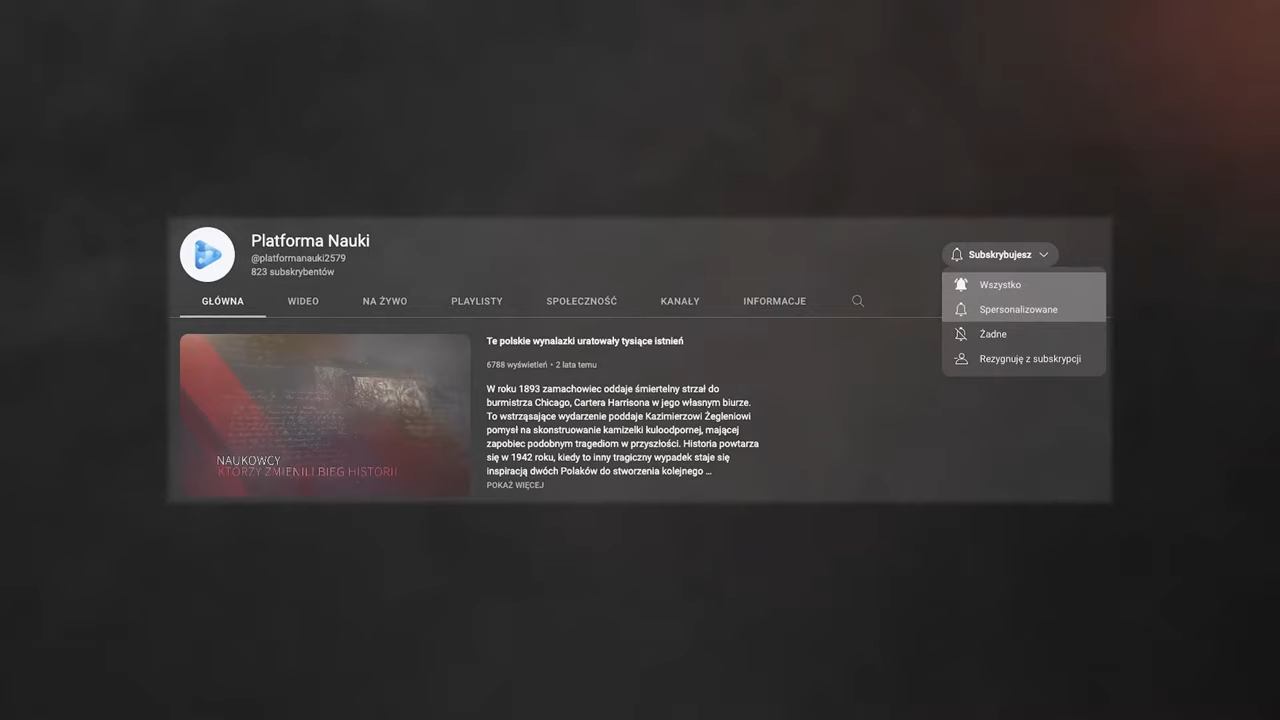 Platforma Nauki
@platformanauki2579
823 subskrybentów
Subskrybujesz
Wszystko
Spersonalizowane
Żadne
Rezygnuję z subskrypcji
GŁÓWNA WIDEO NA ŻYWO PLAYLISTY SPOŁECZNOŚĆ KANAŁY INFORMACJE
NAUKOWCY
KTÓRZY ZMIENILI BIEG HISTORII
Te polskie wynalazki uratowały tysiące istnień
6788 wyświetleń • 2 lata temu
W roku 1893 zamachowiec oddaje śmiertelny strzał do
burmistrza Chicago, Cartera Harrisona w jego własnym biurze.
To wstrząsające wydarzenie poddaje Kazimierzowi Żegleniowi
pomysł na skonstruowanie kamizelki kuloodpornej, mającej
zapobiec podobnym tragediom w przyszłości. Historia powtarza
się w 1942 roku, kiedy to inny tragiczny wypadek staje się
inspiracją dwóch Polaków do stworzenia kolejnego ...
POKAŻ WIĘCEJ